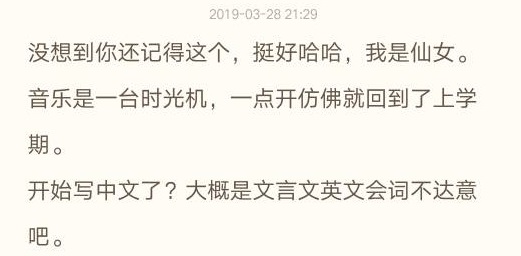 2019-03-28 21:29
没想到你还记得这个，挺好哈哈，我是仙女。
音乐是一台时光机，一点开仿佛就回到了上学
期。
开始写中文了？大概是文言文英文会词不达意
吧。